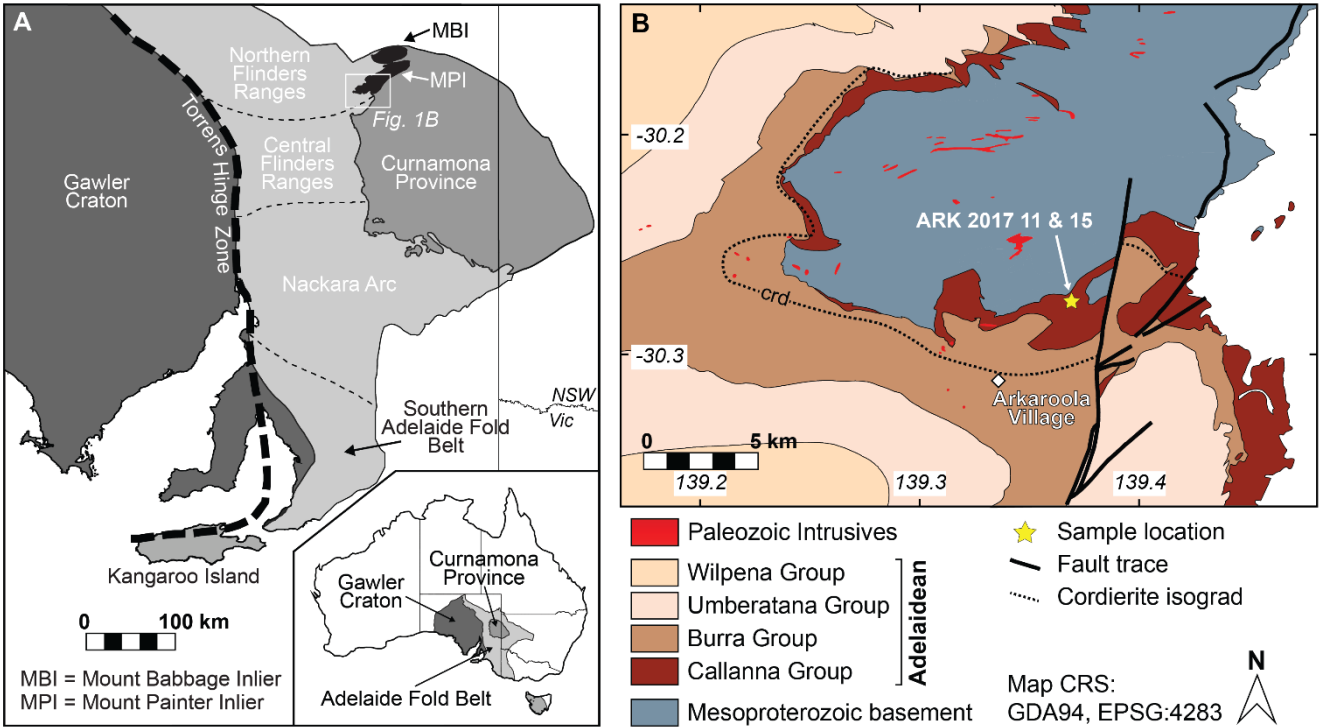 A
MBI
MPI
Northern
Flinders
Ranges
Fig. 1B
Torrens Hinge Zone
Central
Flinders
Ranges
Curnamona
Province
Gawler
Craton
Nackara Arc
NSW
Vic
Southern
Adelaide Fold
Belt
Kangaroo Island
0 100 km
MBI = Mount Babbage Inlier
MPI = Mount Painter Inlier
Curnamona
Province
Gawler
Craton
Adelaide Fold Belt
B
-30.2
ARK 2017 11 & 15
crd
-30.3
Arkaroola
Village
0 5 km
139.2 139.3 139.4
Paleozoic Intrusives
Wilpena Group
Umberatana Group
Burra Group
Callanna Group
Adelaidean
Mesoproterozoic basement
Sample location
Fault trace
Cordierite isograd
Map CRS:
GDA94, EPSG:4283
N